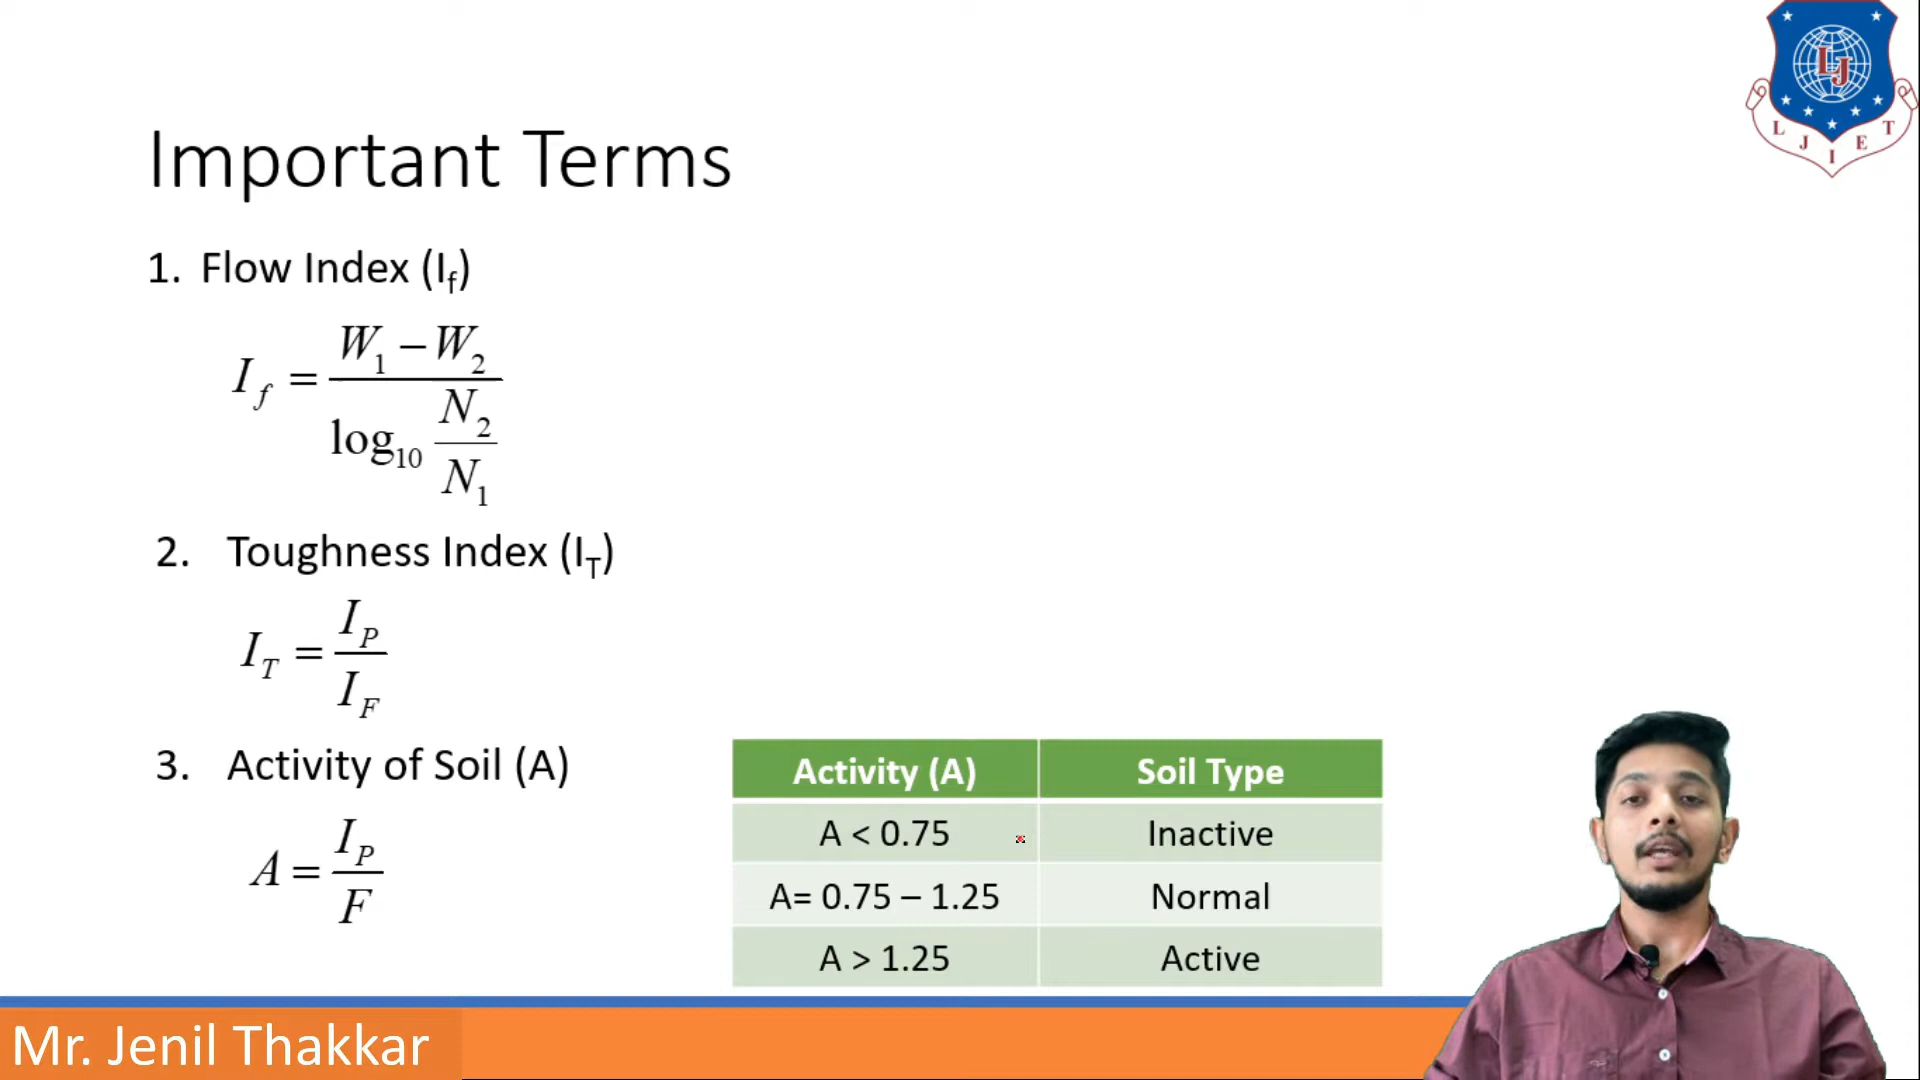 LJ
L J I E T
Important Terms
1. Flow Index (I_f)
I_f = (W_1 – W_2) / (log_10 (N_2 / N_1))
2. Toughness Index (I_T)
I_T = I_P / I_F
3. Activity of Soil (A)
A = I_P / F
Activity (A) Soil Type
A < 0.75 Inactive
A= 0.75 – 1.25 Normal
A > 1.25 Active
Mr. Jenil Thakkar